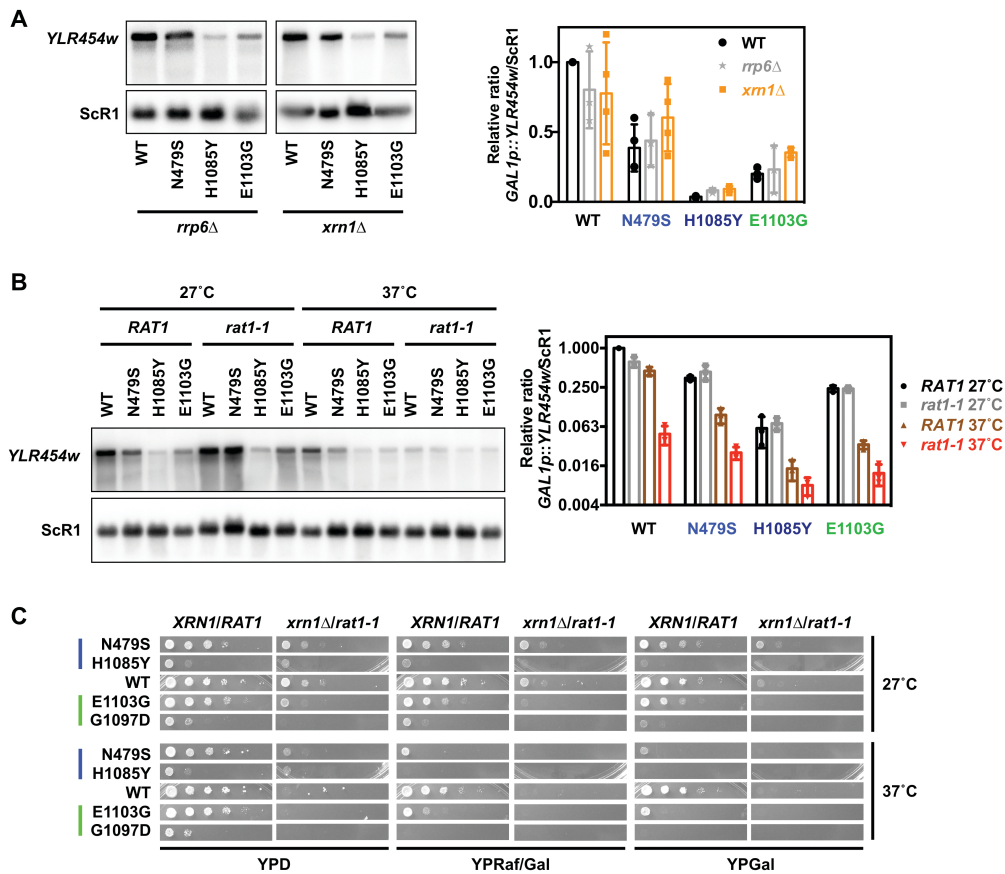 A
YLR454w
ScR1
WT
N479S
H1085Y
E1103G
WT
N479S
H1085Y
E1103G
rrp6Δ
xrn1Δ
Relative ratio
GAL1p::YLR454w/ScR1
1.0
0.5
0.0
WT
rrp6Δ
xrn1Δ
WT
N479S
H1085Y
E1103G
B
27˚C
37˚C
RAT1
rat1-1
RAT1
rat1-1
WT
N479S
H1085Y
E1103G
WT
N479S
H1085Y
E1103G
WT
N479S
H1085Y
E1103G
WT
N479S
H1085Y
E1103G
YLR454w
ScR1
Relative ratio
GAL1p::YLR454w/ScR1
1.000
0.250
0.063
0.016
0.004
WT
N479S
H1085Y
E1103G
RAT1 27˚C
rat1-1 27˚C
RAT1 37˚C
rat1-1 37˚C
C
XRN1/RAT1
xrn1Δ/rat1-1
XRN1/RAT1
xrn1Δ/rat1-1
XRN1/RAT1
xrn1Δ/rat1-1
N479S
H1085Y
WT
E1103G
G1097D
27˚C
N479S
H1085Y
WT
E1103G
G1097D
37˚C
YPD
YPRaf/Gal
YPGal